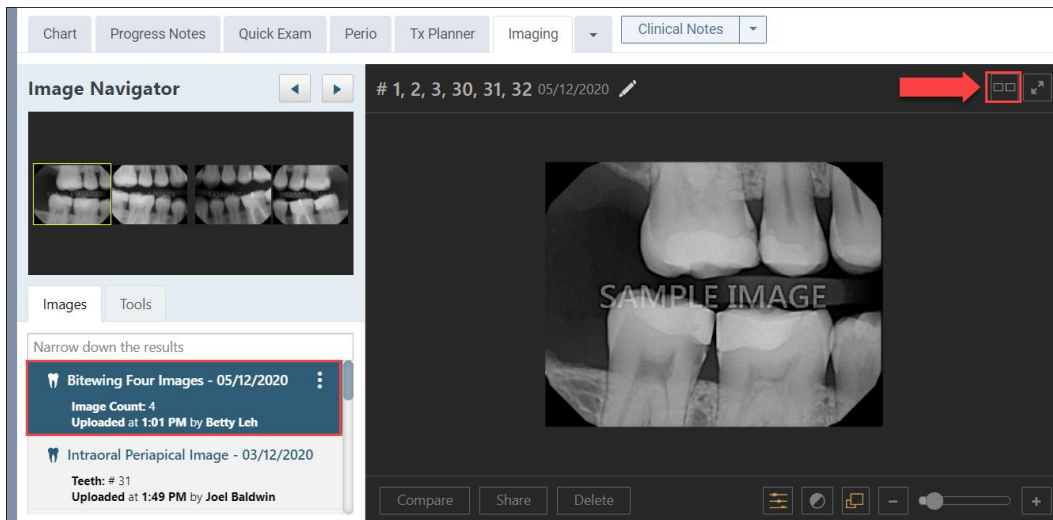 Chart Progress Notes Quick Exam Perio Tx Planner Imaging Clinical Notes
Image Navigator
# 1, 2, 3, 30, 31, 32 05/12/2020
SAMPLE IMAGE
Images Tools
Narrow down the results
Bitewing Four Images - 05/12/2020
Image Count: 4
Uploaded at 1:01 PM by Betty Leh
Intraoral Periapical Image - 03/12/2020
Teeth: # 31
Uploaded at 1:49 PM by Joel Baldwin
Compare Share Delete